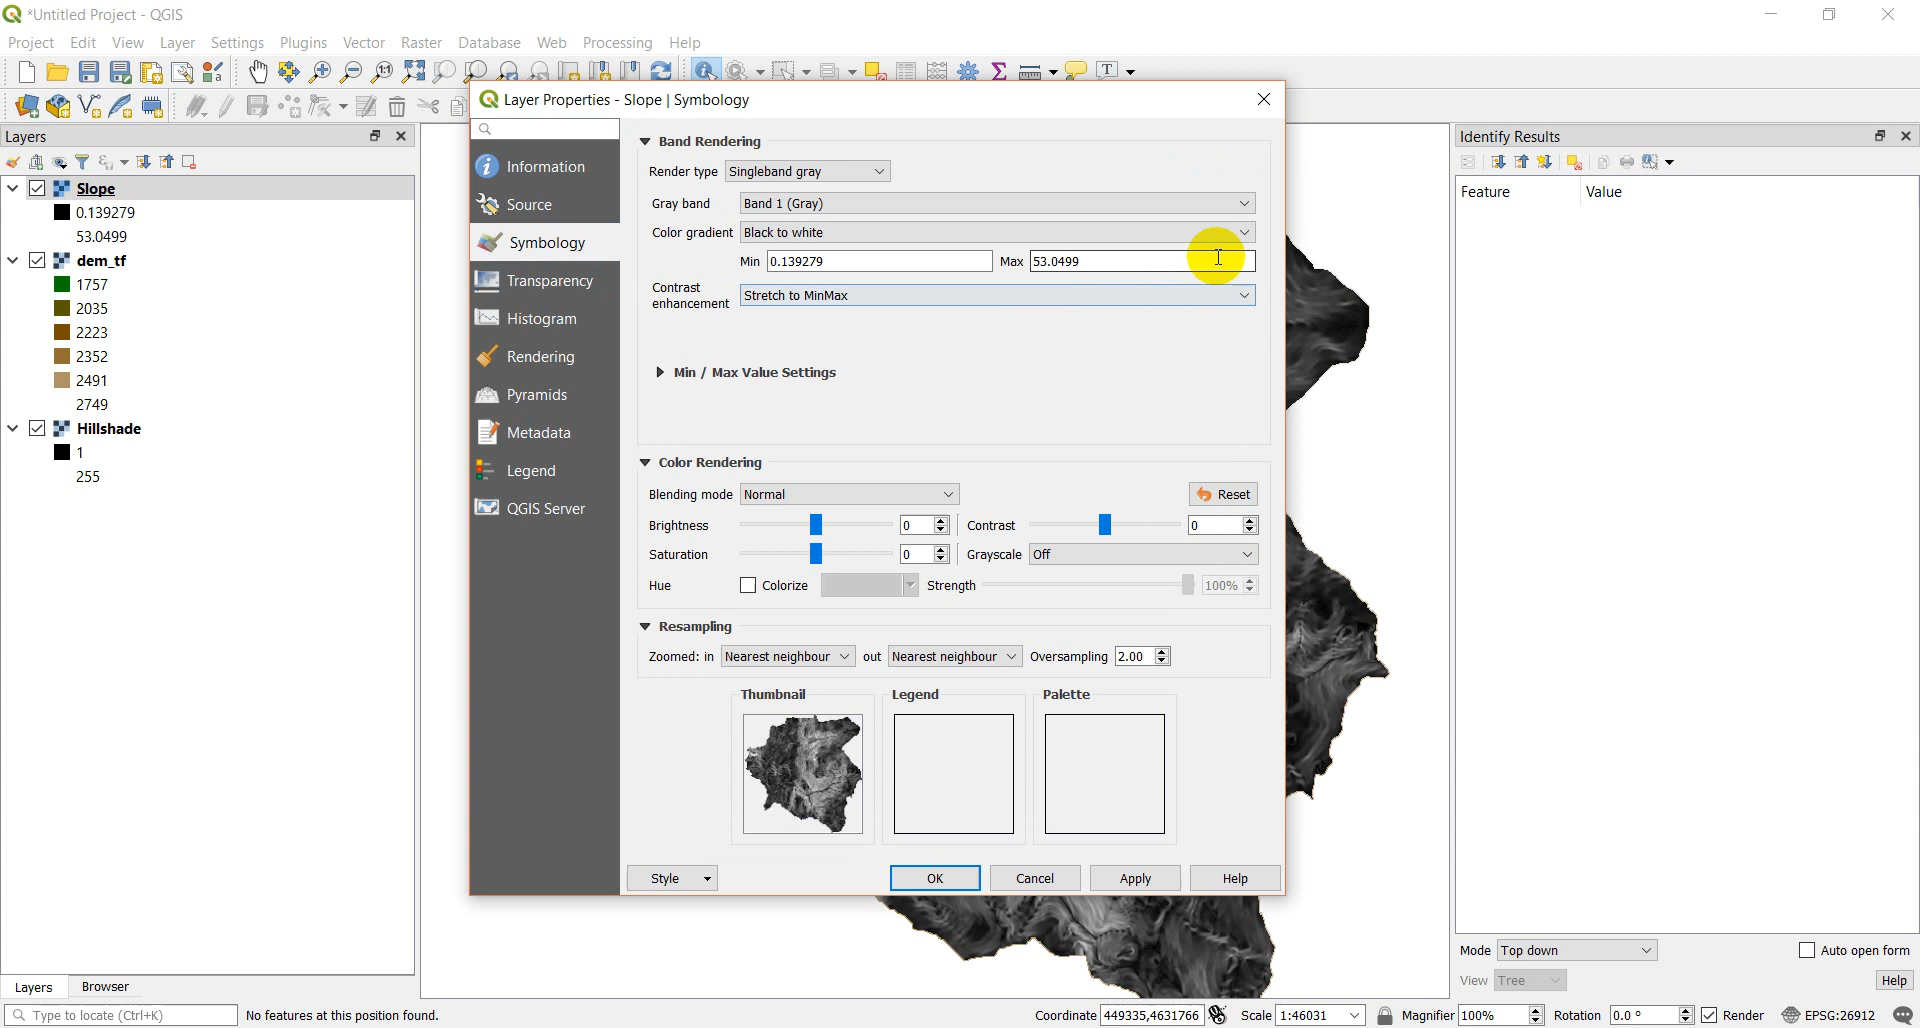 *Untitled Project - QGIS
Project Edit View Layer Settings Plugins Vector Raster Database Web Processing Help
Layers
Slope
0.139279
53.0499
dem_tf
1757
2035
2223
2352
2491
2749
Hillshade
1
255
Layers Browser
Layer Properties - Slope | Symbology
Information
Source
Symbology
Transparency
Histogram
Rendering
Pyramids
Metadata
Legend
QGIS Server
Band Rendering
Render type Singleband gray
Gray band Band 1 (Gray)
Color gradient Black to white
Min 0.139279 Max 53.0499
Contrast
enhancement Stretch to MinMax
Min / Max Value Settings
Color Rendering
Blending mode Normal Reset
Brightness 0 Contrast 0
Saturation 0 Grayscale Off
Hue Colorize Strength 100%
Resampling
Zoomed: in Nearest neighbour out Nearest neighbour Oversampling 2.00
Thumbnail Legend Palette
Style OK Cancel Apply Help
Identify Results
Feature Value
Mode Top down Auto open form
View Tree Help
Type to locate (Ctrl+K) No features at this position found. Coordinate 449335,4631766 Scale 1:46031 Magnifier 100% Rotation 0.0 ° Render EPSG:26912